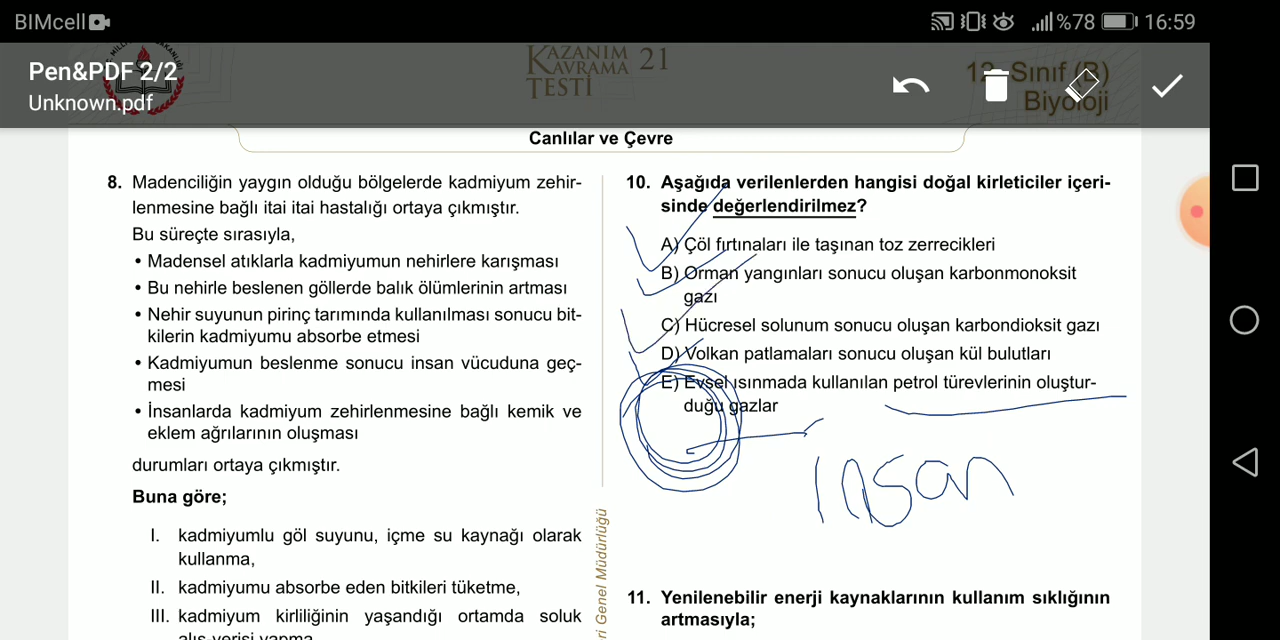 BIMcell
%78
16:59
Pen&PDF 2/2
Unknown.pdf
KAZANIM
KAVRAMA
TESTİ
21
12. Sınıf (B)
Biyoloji
Canlılar ve Çevre
8. Madenciliğin yaygın olduğu bölgelerde kadmiyum zehir-
lenmesine bağlı itai itai hastalığı ortaya çıkmıştır.
Bu süreçte sırasıyla,
• Madensel atıklarla kadmiyumun nehirlere karışması
• Bu nehirle beslenen göllerde balık ölümlerinin artması
• Nehir suyunun pirinç tarımında kullanılması sonucu bit-
kilerin kadmiyumu absorbe etmesi
• Kadmiyumun beslenme sonucu insan vücuduna geç-
mesi
• İnsanlarda kadmiyum zehirlenmesine bağlı kemik ve
eklem ağrılarının oluşması
durumları ortaya çıkmıştır.
Buna göre;
I. kadmiyumlu göl suyunu, içme su kaynağı olarak
kullanma,
II. kadmiyumu absorbe eden bitkileri tüketme,
III. kadmiyum kirliliğinin yaşandığı ortamda soluk
alış-verişi yapma
10. Aşağıda verilenlerden hangisi doğal kirleticiler içeri-
sinde değerlendirilmez?
A) Çöl fırtınaları ile taşınan toz zerrecikleri
B) Orman yangınları sonucu oluşan karbonmonoksit
gazı
C) Hücresel solunum sonucu oluşan karbondioksit gazı
D) Volkan patlamaları sonucu oluşan kül bulutları
E) Evsel ısınmada kullanılan petrol türevlerinin oluştur-
duğu gazlar
insan
11. Yenilenebilir enerji kaynaklarının kullanım sıklığının
artmasıyla;
ri Genel Müdürlüğü